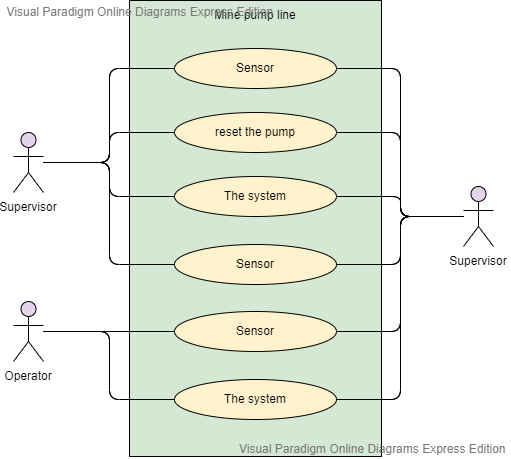 Visual Paradigm Online Diagrams Express Edition
Mine pump line
Sensor
reset the pump
The system
Supervisor
Sensor
Supervisor
Sensor
Operator
The system
Visual Paradigm Online Diagrams Express Edition